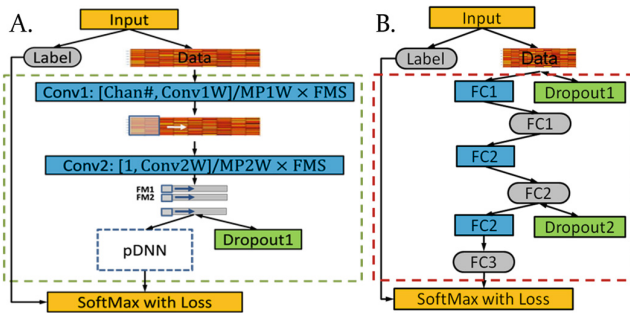 A.
Input
Label
Data
Conv1: [Chan#, Conv1W]/MP1W × FMS
Conv2: [1, Conv2W]/MP2W × FMS
FM1
FM2
pDNN
Dropout1
SoftMax with Loss
B.
Input
Label
Data
FC1
Dropout1
FC1
FC2
FC2
FC2
Dropout2
FC3
SoftMax with Loss